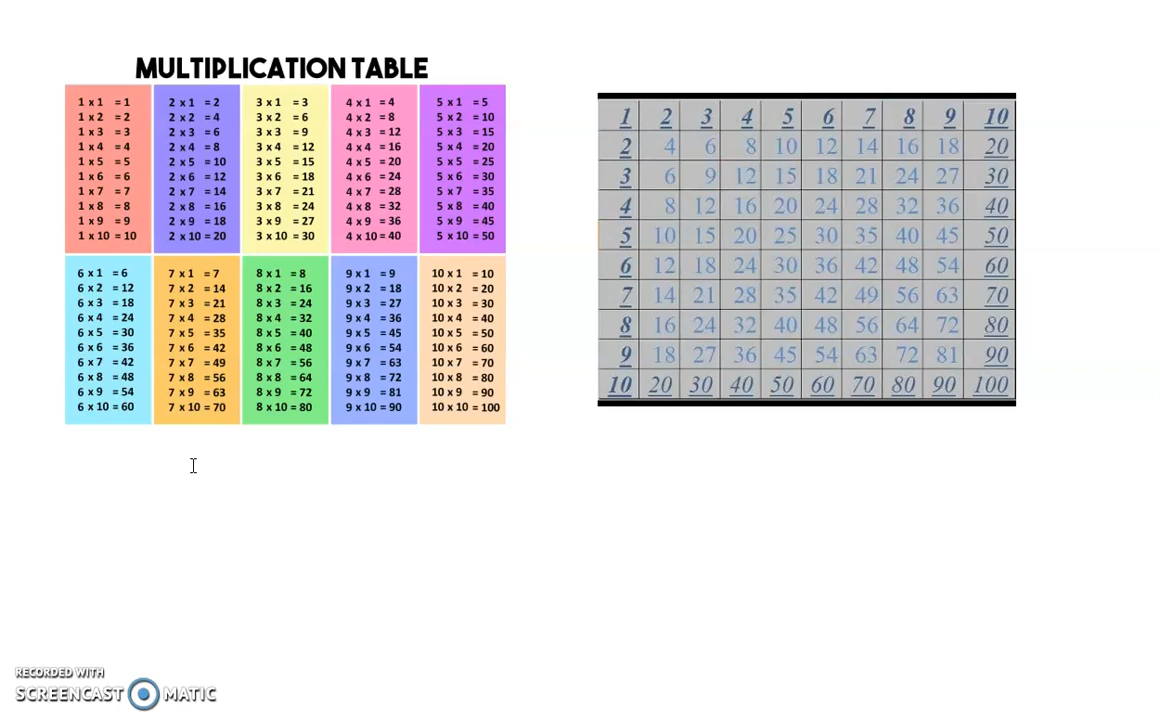 MULTIPLICATION TABLE
1 x 1 = 1 2 x 1 = 2 3 x 1 = 3 4 x 1 = 4 5 x 1 = 5
1 x 2 = 2 2 x 2 = 4 3 x 2 = 6 4 x 2 = 8 5 x 2 = 10
1 x 3 = 3 2 x 3 = 6 3 x 3 = 9 4 x 3 = 12 5 x 3 = 15
1 x 4 = 4 2 x 4 = 8 3 x 4 = 12 4 x 4 = 16 5 x 4 = 20
1 x 5 = 5 2 x 5 = 10 3 x 5 = 15 4 x 5 = 20 5 x 5 = 25
1 x 6 = 6 2 x 6 = 12 3 x 6 = 18 4 x 6 = 24 5 x 6 = 30
1 x 7 = 7 2 x 7 = 14 3 x 7 = 21 4 x 7 = 28 5 x 7 = 35
1 x 8 = 8 2 x 8 = 16 3 x 8 = 24 4 x 8 = 32 5 x 8 = 40
1 x 9 = 9 2 x 9 = 18 3 x 9 = 27 4 x 9 = 36 5 x 9 = 45
1 x 10 = 10 2 x 10 = 20 3 x 10 = 30 4 x 10 = 40 5 x 10 = 50
6 x 1 = 6 7 x 1 = 7 8 x 1 = 8 9 x 1 = 9 10 x 1 = 10
6 x 2 = 12 7 x 2 = 14 8 x 2 = 16 9 x 2 = 18 10 x 2 = 20
6 x 3 = 18 7 x 3 = 21 8 x 3 = 24 9 x 3 = 27 10 x 3 = 30
6 x 4 = 24 7 x 4 = 28 8 x 4 = 32 9 x 4 = 36 10 x 4 = 40
6 x 5 = 30 7 x 5 = 35 8 x 5 = 40 9 x 5 = 45 10 x 5 = 50
6 x 6 = 36 7 x 6 = 42 8 x 6 = 48 9 x 6 = 54 10 x 6 = 60
6 x 7 = 42 7 x 7 = 49 8 x 7 = 56 9 x 7 = 63 10 x 7 = 70
6 x 8 = 48 7 x 8 = 56 8 x 8 = 64 9 x 8 = 72 10 x 8 = 80
6 x 9 = 54 7 x 9 = 63 8 x 9 = 72 9 x 9 = 81 10 x 9 = 90
6 x 10 = 60 7 x 10 = 70 8 x 10 = 80 9 x 10 = 90 10 x 10 = 100
1 2 3 4 5 6 7 8 9 10
2 4 6 8 10 12 14 16 18 20
3 6 9 12 15 18 21 24 27 30
4 8 12 16 20 24 28 32 36 40
5 10 15 20 25 30 35 40 45 50
6 12 18 24 30 36 42 48 54 60
7 14 21 28 35 42 49 56 63 70
8 16 24 32 40 48 56 64 72 80
9 18 27 36 45 54 63 72 81 90
10 20 30 40 50 60 70 80 90 100
RECORDED WITH
SCREENCAST MATIC